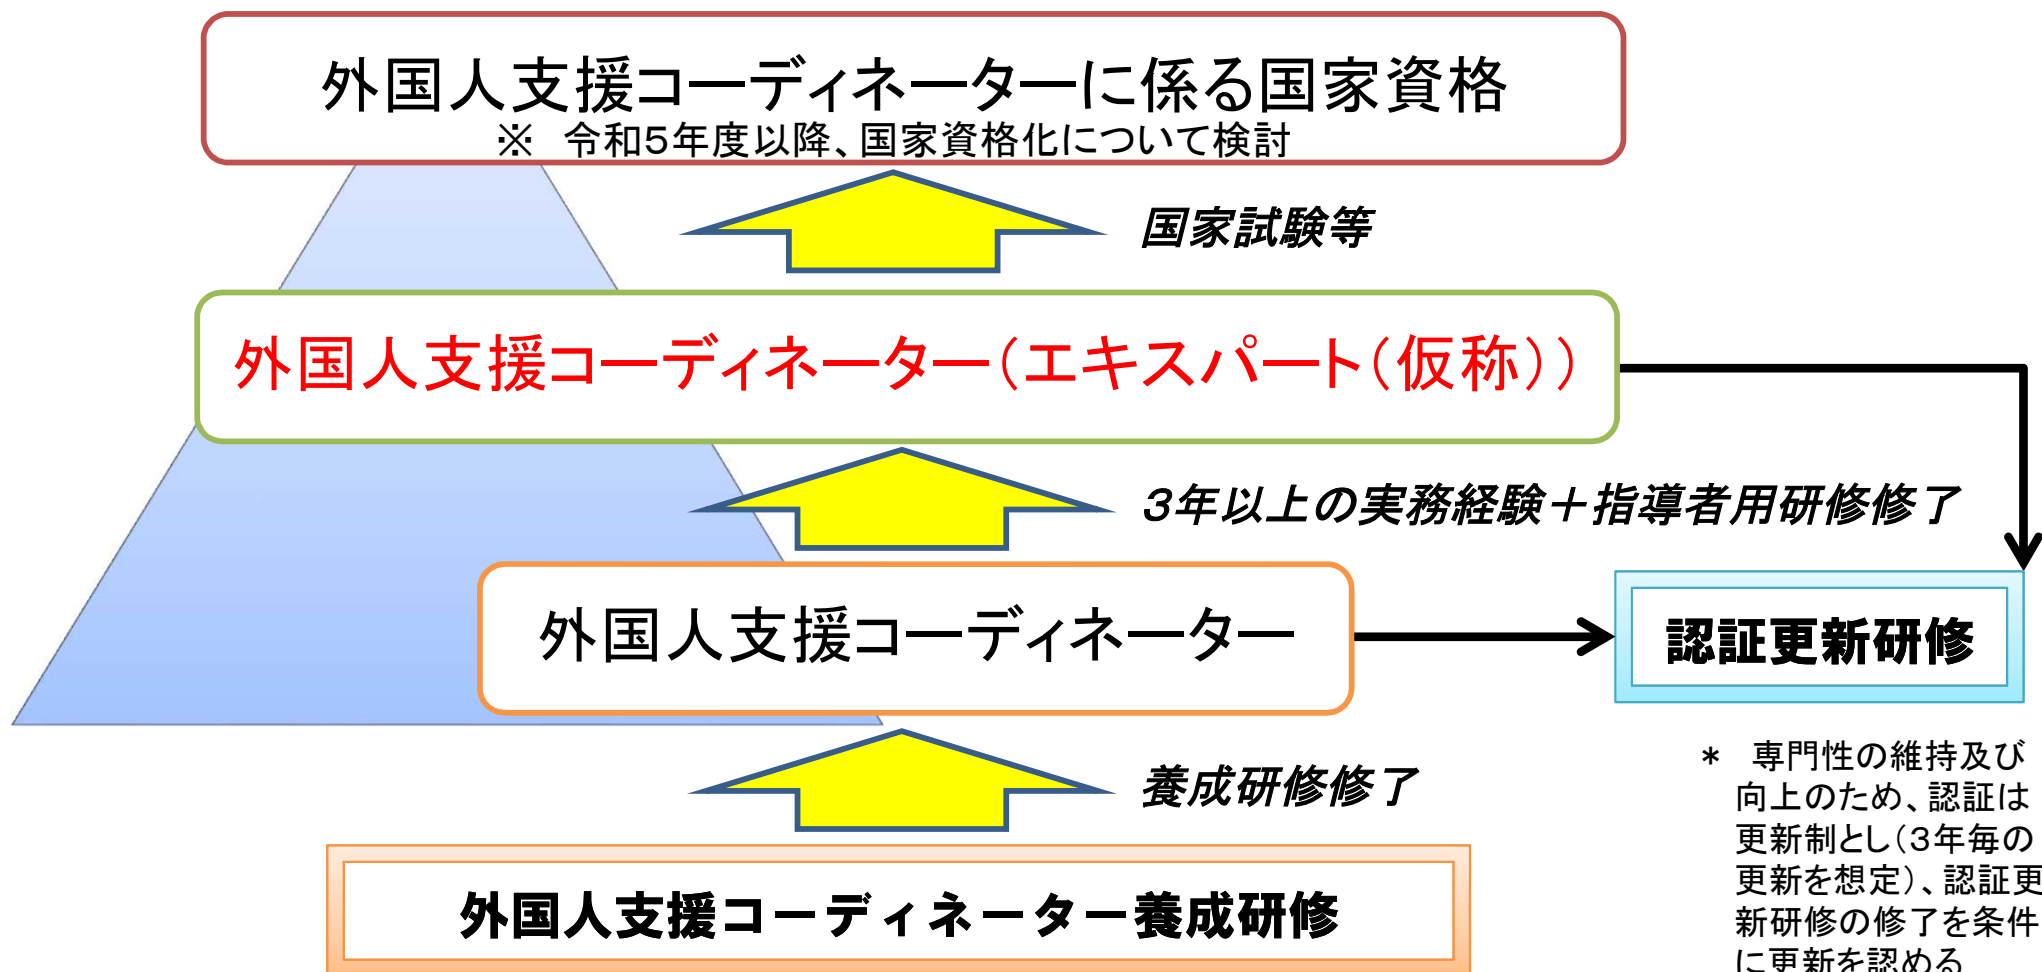 外国人支援コーディネーターに係る国家資格
※　令和5年度以降、国家資格化について検討
国家試験等
外国人支援コーディネーター(エキスパート(仮称))
3年以上の実務経験＋指導者用研修修了
外国人支援コーディネーター
認証更新研修
養成研修修了
外国人支援コーディネーター養成研修
*　専門性の維持及び
向上のため、認証は
更新制とし(3年毎の
更新を想定)、認証更
新研修の修了を条件
に更新を認める